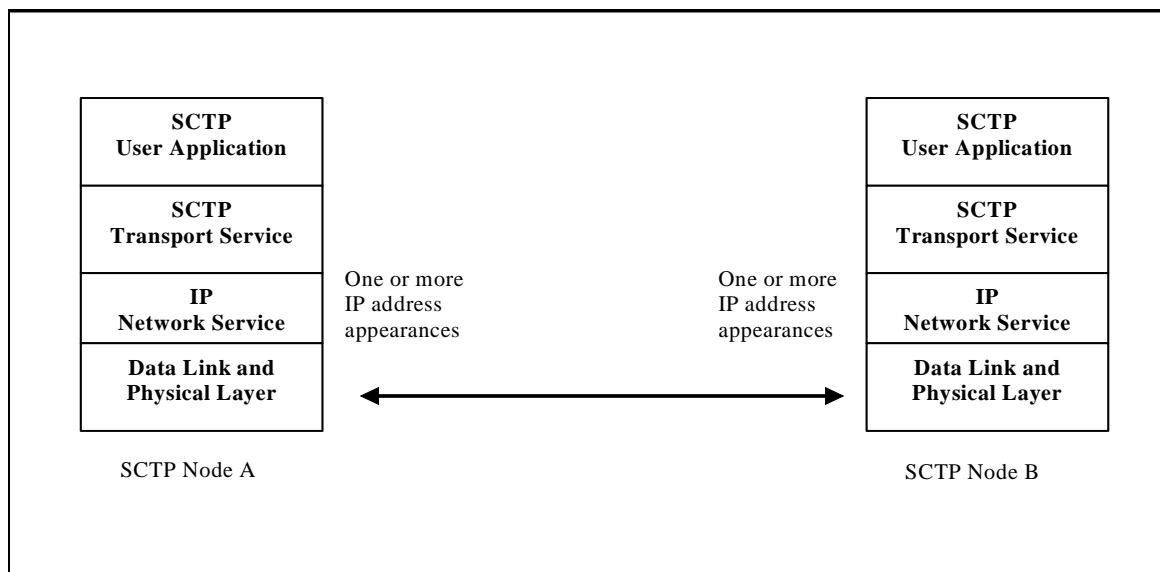 SCTP
User Application
SCTP
Transport Service
IP
Network Service
Data Link and
Physical Layer
SCTP Node A
One or more
IP address
appearances
One or more
IP address
appearances
SCTP
User Application
SCTP
Transport Service
IP
Network Service
Data Link and
Physical Layer
SCTP Node B